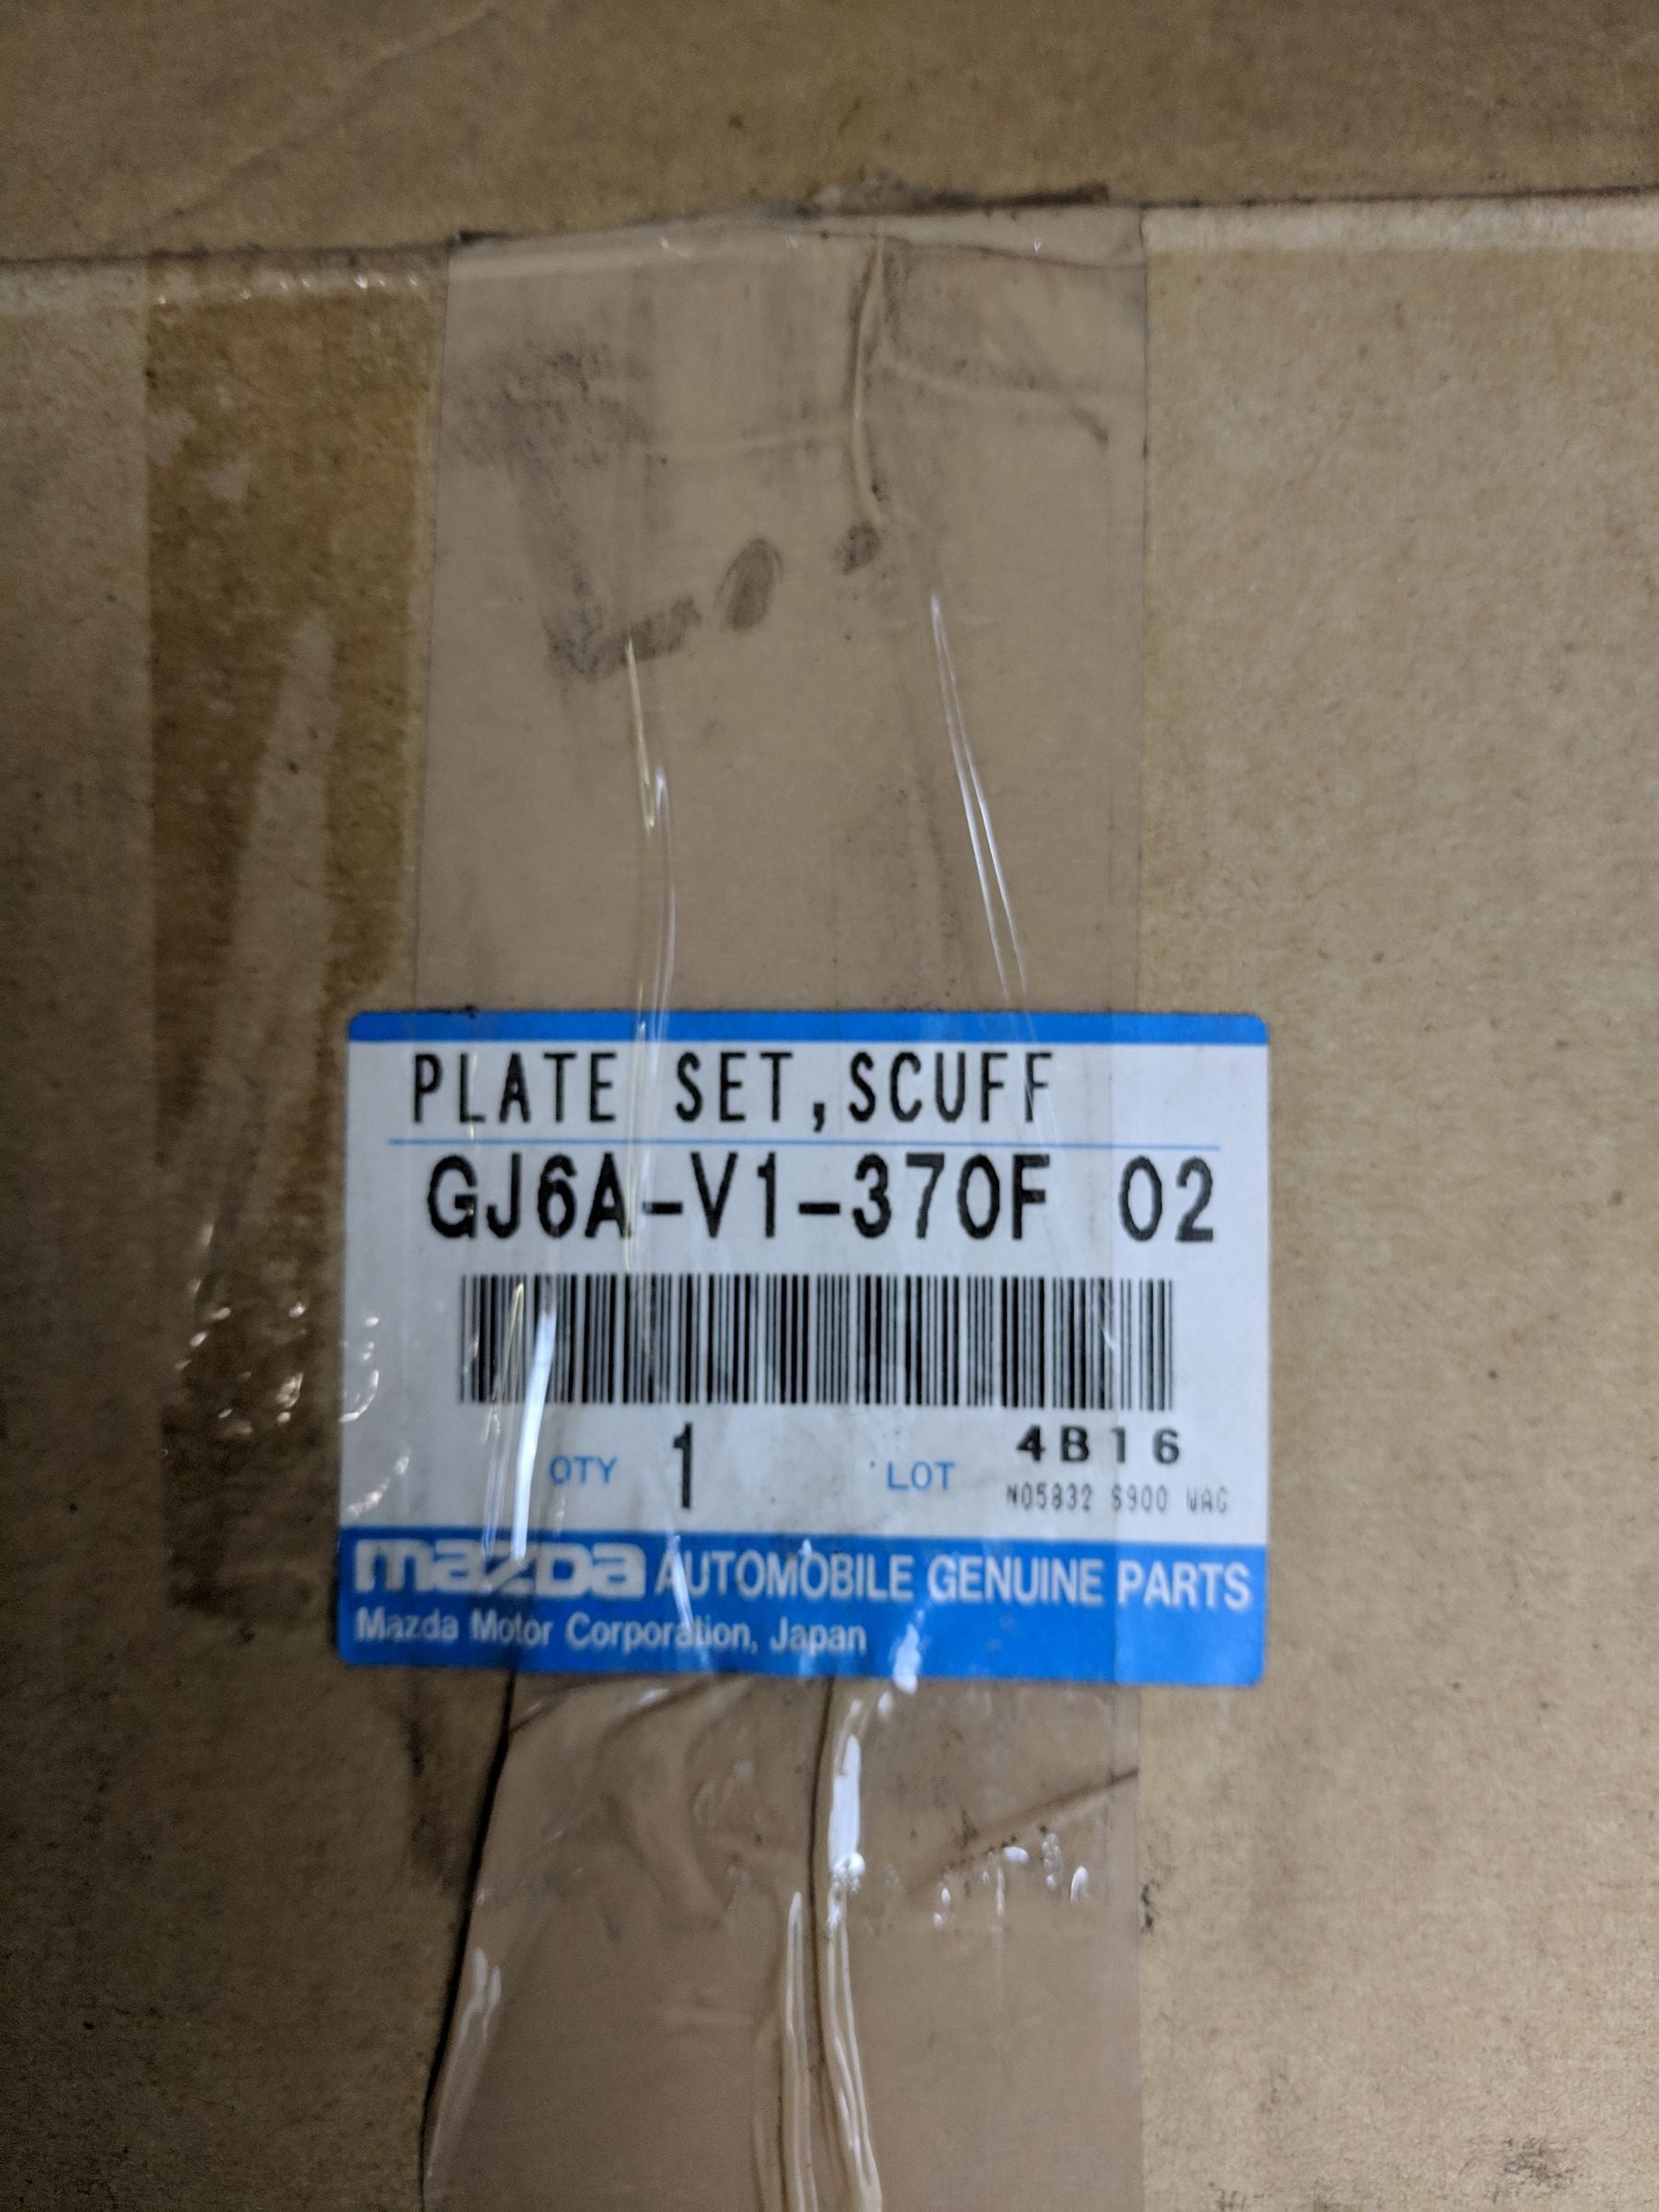 PLATE SET,SCUFF
GJ6A-V1-370F 02
QTY 1 LOT 4B16
N05832 S900 WAG
mazda AUTOMOBILE GENUINE PARTS
Mazda Motor Corporation, Japan